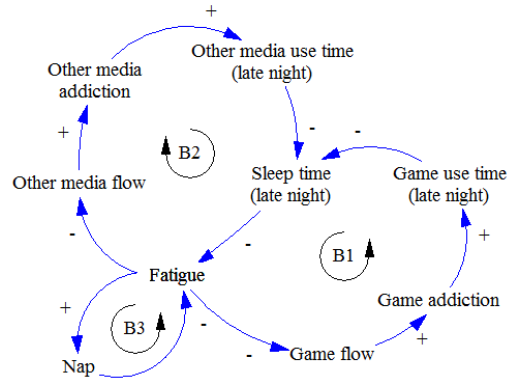 +
Other media use time
(late night)
Other media
addiction
+
-
-
B2
Other media flow
Sleep time
(late night)
Game use time
(late night)
-
-
B1
+
Fatigue
+
Game addiction
B3
-
-
Nap
Game flow
+